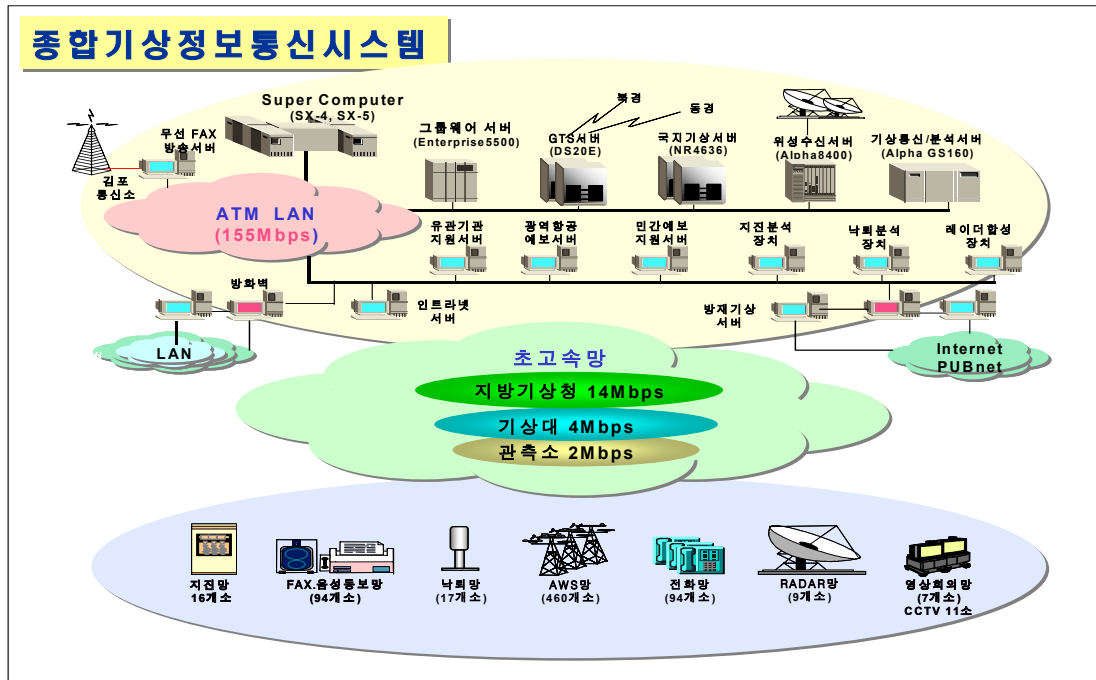 종합기상정보통신시스템
Super Computer
(SX-4, SX-5)
북경
동경
무선 FAX
방송서버
그룹웨어 서버
(Enterprise5500)
GTS서버
(DS20E)
국지기상서버
(NR4636)
위성수신서버
(Alpha8400)
기상통신/분석서버
(Alpha GS160)
김포
통신소
ATM LAN
(155Mbps)
유관기관
지원서버
광역항공
예보서버
민간예보
지원서버
지진분석
장치
낙뢰분석
장치
레이더합성
장치
방화벽
인트라넷
서버
방재기상
서버
LAN
Internet
PUBnet
초고속망
지방기상청 14Mbps
기상대 4Mbps
관측소 2Mbps
지진망
16개소
FAX.음성동보망
(94개소)
낙뢰망
(17개소)
AWS망
(460개소)
전화망
(94개소)
RADAR망
(9개소)
영상회의망
(7개소)
CCTV 11소